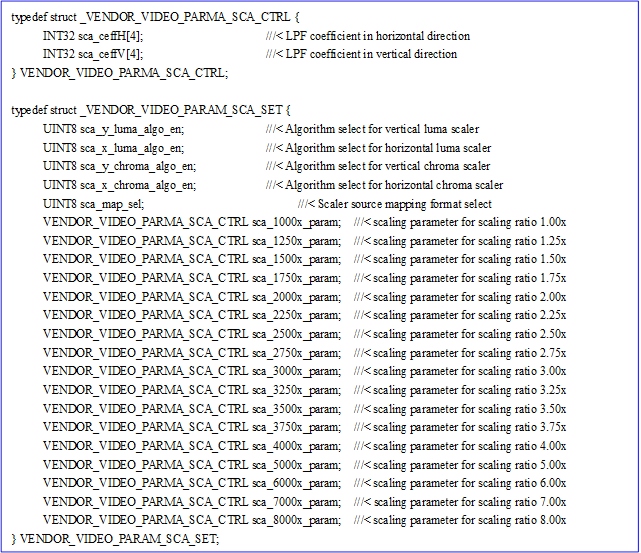 typedef struct _VENDOR_VIDEO_PARMA_SCA_CTRL {
INT32 sca_ceffH[4]; ///< LPF coefficient in horizontal direction
INT32 sca_ceffV[4]; ///< LPF coefficient in vertical direction
} VENDOR_VIDEO_PARMA_SCA_CTRL;
typedef struct _VENDOR_VIDEO_PARAM_SCA_SET {
UINT8 sca_y_luma_algo_en; ///< Algorithm select for vertical luma scaler
UINT8 sca_x_luma_algo_en; ///< Algorithm select for horizontal luma scaler
UINT8 sca_y_chroma_algo_en; ///< Algorithm select for vertical chroma scaler
UINT8 sca_x_chroma_algo_en; ///< Algorithm select for horizontal chroma scaler
UINT8 sca_map_sel; ///< Scaler source mapping format select
VENDOR_VIDEO_PARMA_SCA_CTRL sca_1000x_param; ///< scaling parameter for scaling ratio 1.00x
VENDOR_VIDEO_PARMA_SCA_CTRL sca_1250x_param; ///< scaling parameter for scaling ratio 1.25x
VENDOR_VIDEO_PARMA_SCA_CTRL sca_1500x_param; ///< scaling parameter for scaling ratio 1.50x
VENDOR_VIDEO_PARMA_SCA_CTRL sca_1750x_param; ///< scaling parameter for scaling ratio 1.75x
VENDOR_VIDEO_PARMA_SCA_CTRL sca_2000x_param; ///< scaling parameter for scaling ratio 2.00x
VENDOR_VIDEO_PARMA_SCA_CTRL sca_2250x_param; ///< scaling parameter for scaling ratio 2.25x
VENDOR_VIDEO_PARMA_SCA_CTRL sca_2500x_param; ///< scaling parameter for scaling ratio 2.50x
VENDOR_VIDEO_PARMA_SCA_CTRL sca_2750x_param; ///< scaling parameter for scaling ratio 2.75x
VENDOR_VIDEO_PARMA_SCA_CTRL sca_3000x_param; ///< scaling parameter for scaling ratio 3.00x
VENDOR_VIDEO_PARMA_SCA_CTRL sca_3250x_param; ///< scaling parameter for scaling ratio 3.25x
VENDOR_VIDEO_PARMA_SCA_CTRL sca_3500x_param; ///< scaling parameter for scaling ratio 3.50x
VENDOR_VIDEO_PARMA_SCA_CTRL sca_3750x_param; ///< scaling parameter for scaling ratio 3.75x
VENDOR_VIDEO_PARMA_SCA_CTRL sca_4000x_param; ///< scaling parameter for scaling ratio 4.00x
VENDOR_VIDEO_PARMA_SCA_CTRL sca_5000x_param; ///< scaling parameter for scaling ratio 5.00x
VENDOR_VIDEO_PARMA_SCA_CTRL sca_6000x_param; ///< scaling parameter for scaling ratio 6.00x
VENDOR_VIDEO_PARMA_SCA_CTRL sca_7000x_param; ///< scaling parameter for scaling ratio 7.00x
VENDOR_VIDEO_PARMA_SCA_CTRL sca_8000x_param; ///< scaling parameter for scaling ratio 8.00x
} VENDOR_VIDEO_PARAM_SCA_SET;